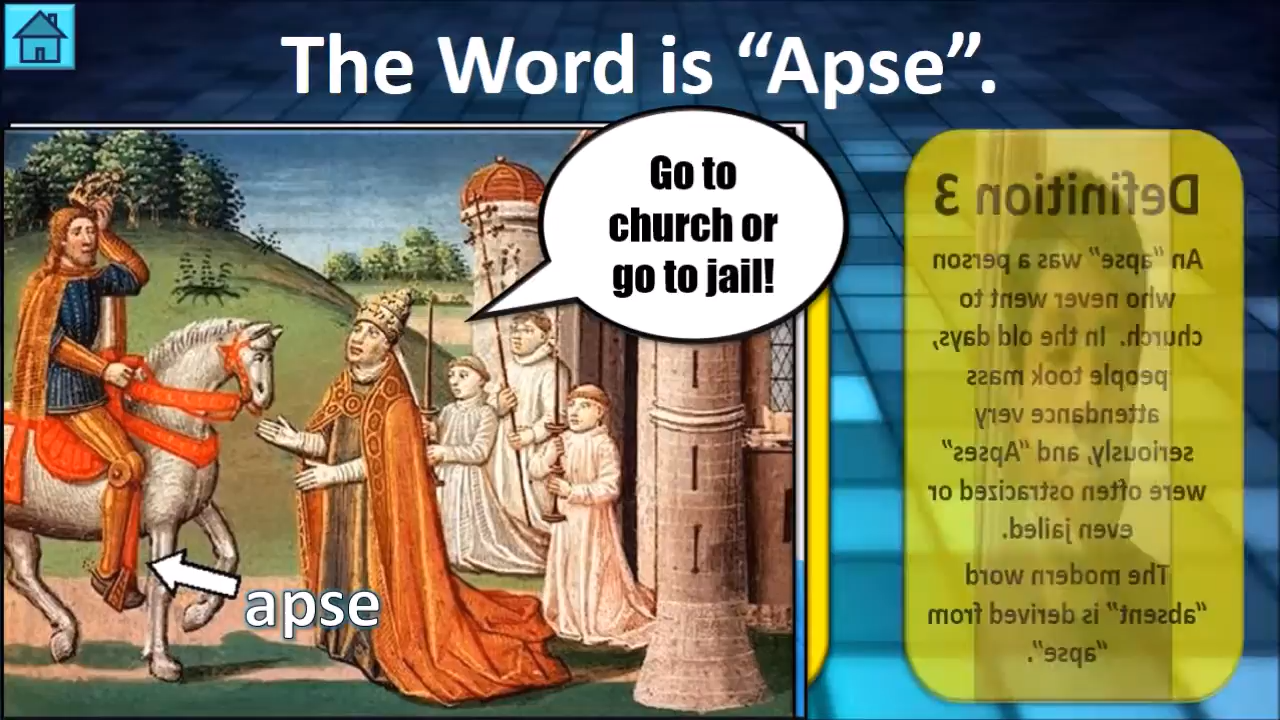 The Word is “Apse”.
Go to
church or
go to jail!
apse
Definition 3
An “apse” was a person
who never went to
church. In the old days,
people took mass
attendance very
seriously, and “Apses”
were often ostracized or
even jailed.
The modern word
“absent” is derived from
“apse”.